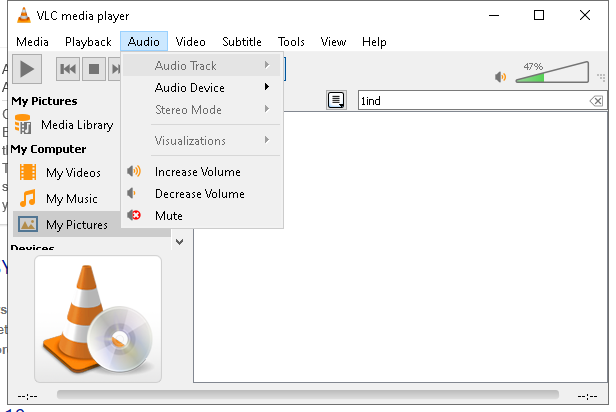 VLC media player
Media Playback Audio Video Subtitle Tools View Help
Audio Track
Audio Device
Stereo Mode
Visualizations
Increase Volume
Decrease Volume
Mute
47%
1ind
My Pictures
Media Library
My Computer
My Videos
My Music
My Pictures
Devices
--:-- --:--